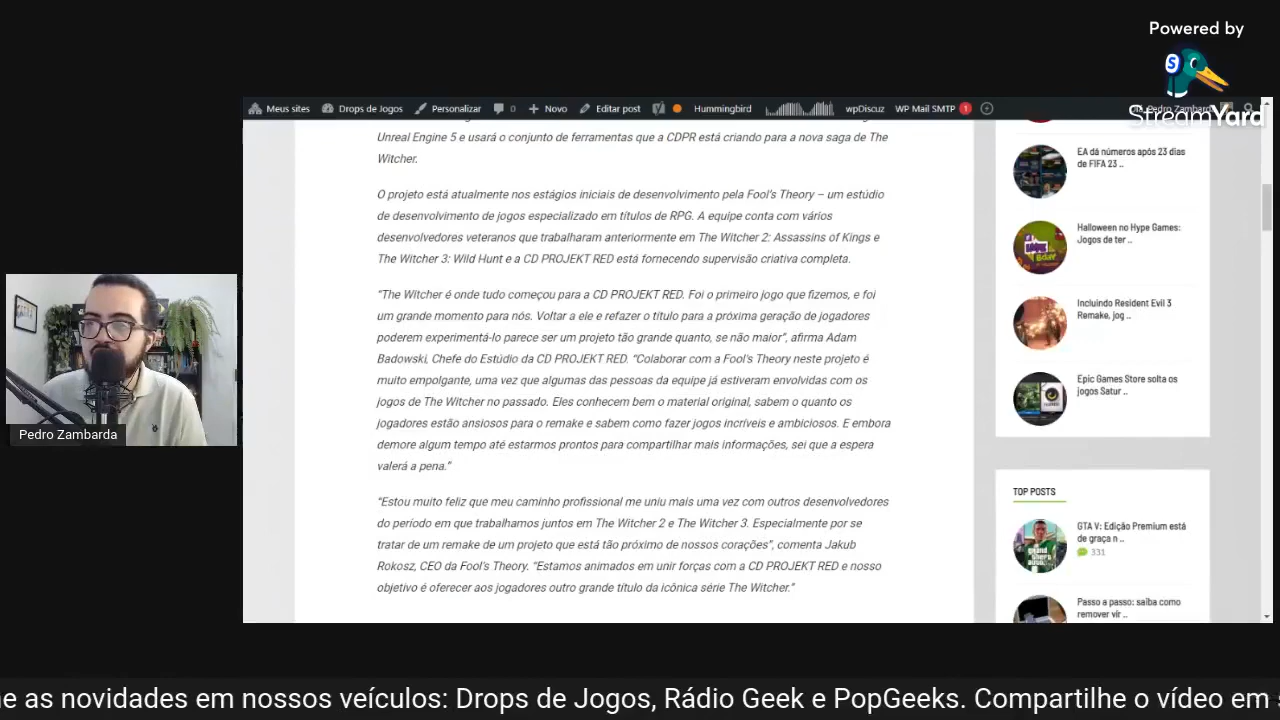 Powered by
StreamYard
Meus sites
Drops de Jogos
Personalizar
0
Novo
Editar post
Hummingbird
wpDiscuz
WP Mail SMTP
1
Pedro Zambard
Unreal Engine 5 e usará o conjunto de ferramentas que a CDPR está criando para a nova saga de The
Witcher.
O projeto está atualmente nos estágios iniciais de desenvolvimento pela Fool's Theory – um estúdio
de desenvolvimento de jogos especializado em títulos de RPG. A equipe conta com vários
desenvolvedores veteranos que trabalharam anteriormente em The Witcher 2: Assassins of Kings e
The Witcher 3: Wild Hunt e a CD PROJEKT RED está fornecendo supervisão criativa completa.
“The Witcher é onde tudo começou para a CD PROJEKT RED. Foi o primeiro jogo que fizemos, e foi
um grande momento para nós. Voltar a ele e refazer o título para a próxima geração de jogadores
poderem experimentá-lo parece ser um projeto tão grande quanto, se não maior”, afirma Adam
Badowski, Chefe do Estúdio da CD PROJEKT RED. “Colaborar com a Fool's Theory neste projeto é
muito empolgante, uma vez que algumas das pessoas da equipe já estiveram envolvidas com os
jogos de The Witcher no passado. Eles conhecem bem o material original, sabem o quanto os
jogadores estão ansiosos para o remake e sabem como fazer jogos incríveis e ambiciosos. E embora
demore algum tempo até estarmos prontos para compartilhar mais informações, sei que a espera
valerá a pena.”
“Estou muito feliz que meu caminho profissional me uniu mais uma vez com outros desenvolvedores
do período em que trabalhamos juntos em The Witcher 2 e The Witcher 3. Especialmente por se
tratar de um remake de um projeto que está tão próximo de nossos corações”, comenta Jakub
Rokosz, CEO da Fool's Theory. “Estamos animados em unir forças com a CD PROJEKT RED e nosso
objetivo é oferecer aos jogadores outro grande título da icônica série The Witcher.”
EA dá números após 23 dias
de FIFA 23 ..
Halloween no Hype Games:
Jogos de ter ..
Incluindo Resident Evil 3
Remake, jog ..
Epic Games Store solta os
jogos Satur ..
TOP POSTS
GTA V: Edição Premium está
de graça n ..
331
Passo a passo: saiba como
remover vír ..
Pedro Zambarda
e as novidades em nossos veículos: Drops de Jogos, Rádio Geek e PopGeeks. Compartilhe o vídeo em